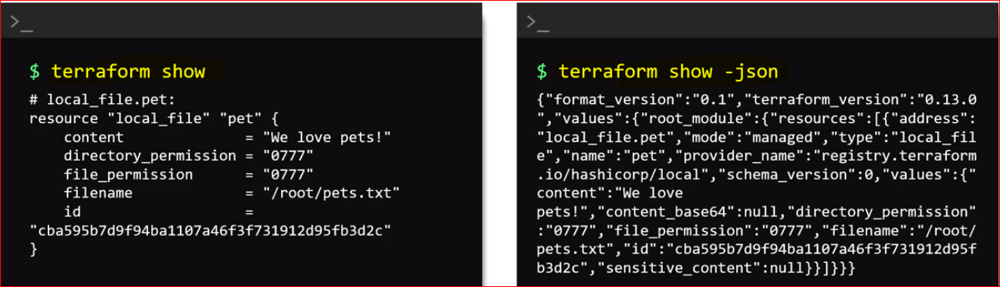 >_
$ terraform show
# local_file.pet:
resource "local_file" "pet" {
    content              = "We love pets!"
    directory_permission = "0777"
    file_permission      = "0777"
    filename             = "/root/pets.txt"
    id                   =
"cba595b7d9f94ba1107a46f3f731912d95fb3d2c"
}
>_
$ terraform show -json
{"format_version":"0.1","terraform_version":"0.13.0
","values":{"root_module":{"resources":[{"address":
"local_file.pet","mode":"managed","type":"local_fil
e","name":"pet","provider_name":"registry.terraform
.io/hashicorp/local","schema_version":0,"values":{"
content":"We love
pets!","content_base64":null,"directory_permission"
:"0777","file_permission":"0777","filename":"/root/
pets.txt","id":"cba595b7d9f94ba1107a46f3f731912d95f
b3d2c","sensitive_content":null}}]}}}